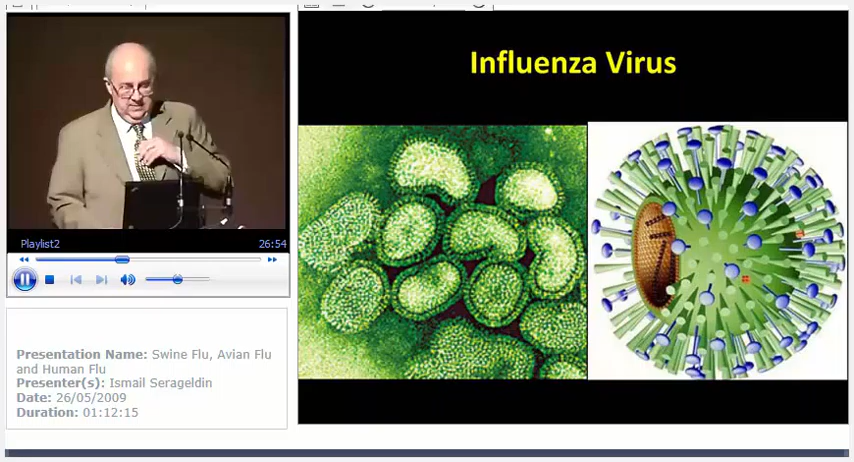 Influenza Virus
Playlist2 26:54
Presentation Name: Swine Flu, Avian Flu
and Human Flu
Presenter(s): Ismail Serageldin
Date: 26/05/2009
Duration: 01:12:15